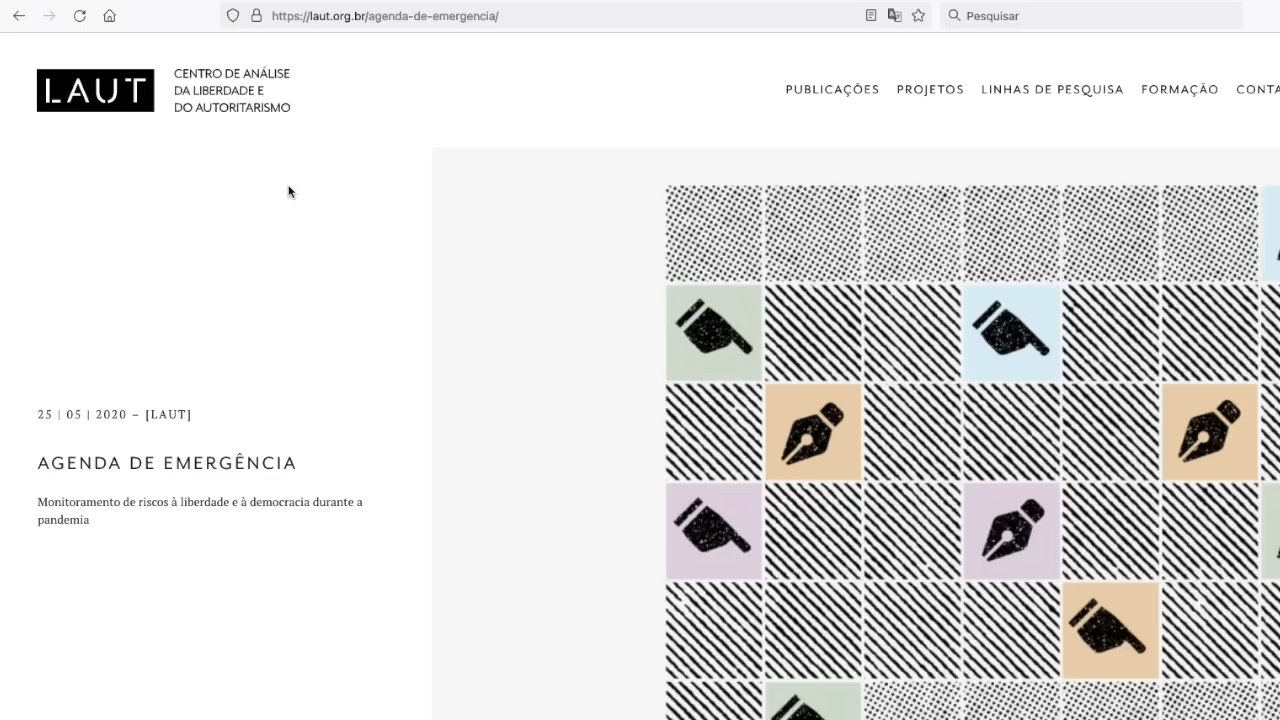 https://laut.org.br/agenda-de-emergencia/
Pesquisar
LAUT
CENTRO DE ANÁLISE
DA LIBERDADE E
DO AUTORITARISMO
PUBLICAÇÕES PROJETOS LINHAS DE PESQUISA FORMAÇÃO CONTA
25 | 05 | 2020 – [LAUT]
AGENDA DE EMERGÊNCIA
Monitoramento de riscos à liberdade e à democracia durante a
pandemia